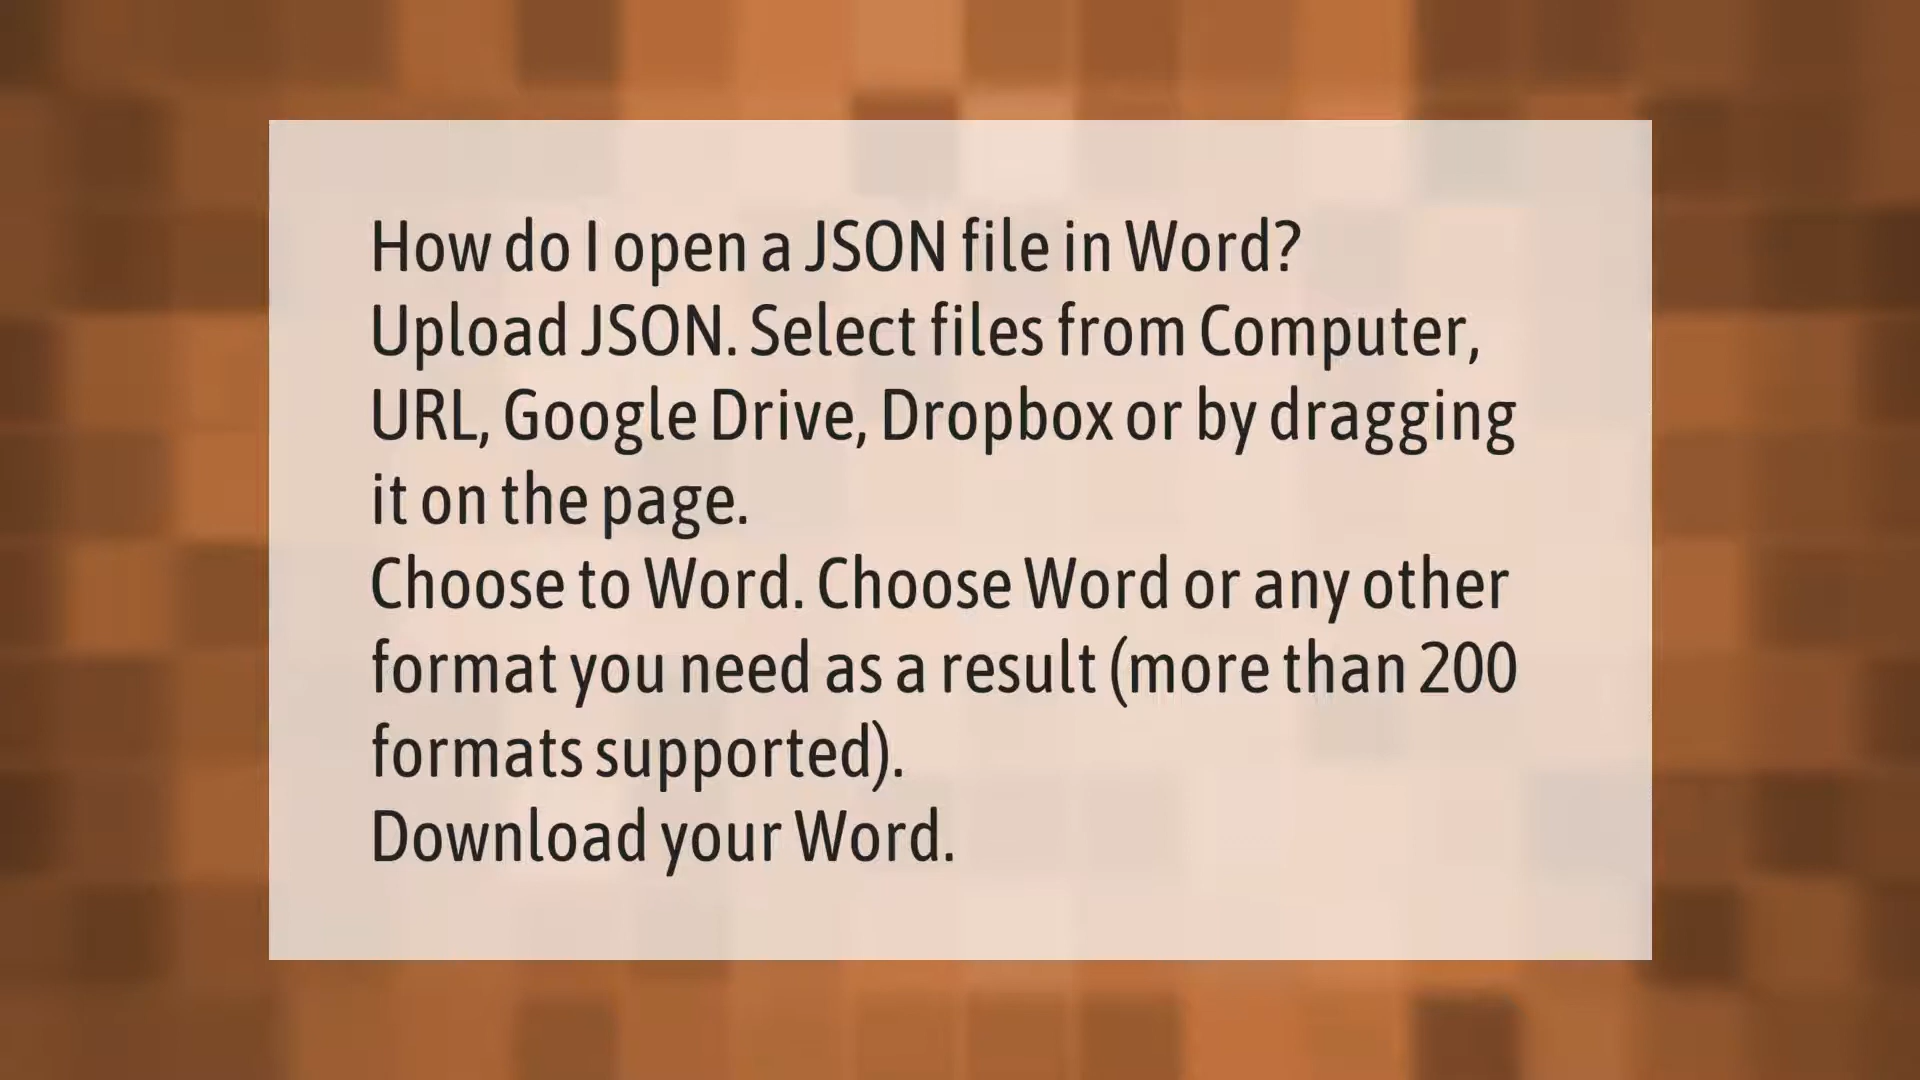 How do I open a JSON file in Word?
Upload JSON. Select files from Computer,
URL, Google Drive, Dropbox or by dragging
it on the page.
Choose to Word. Choose Word or any other
format you need as a result (more than 200
formats supported).
Download your Word.